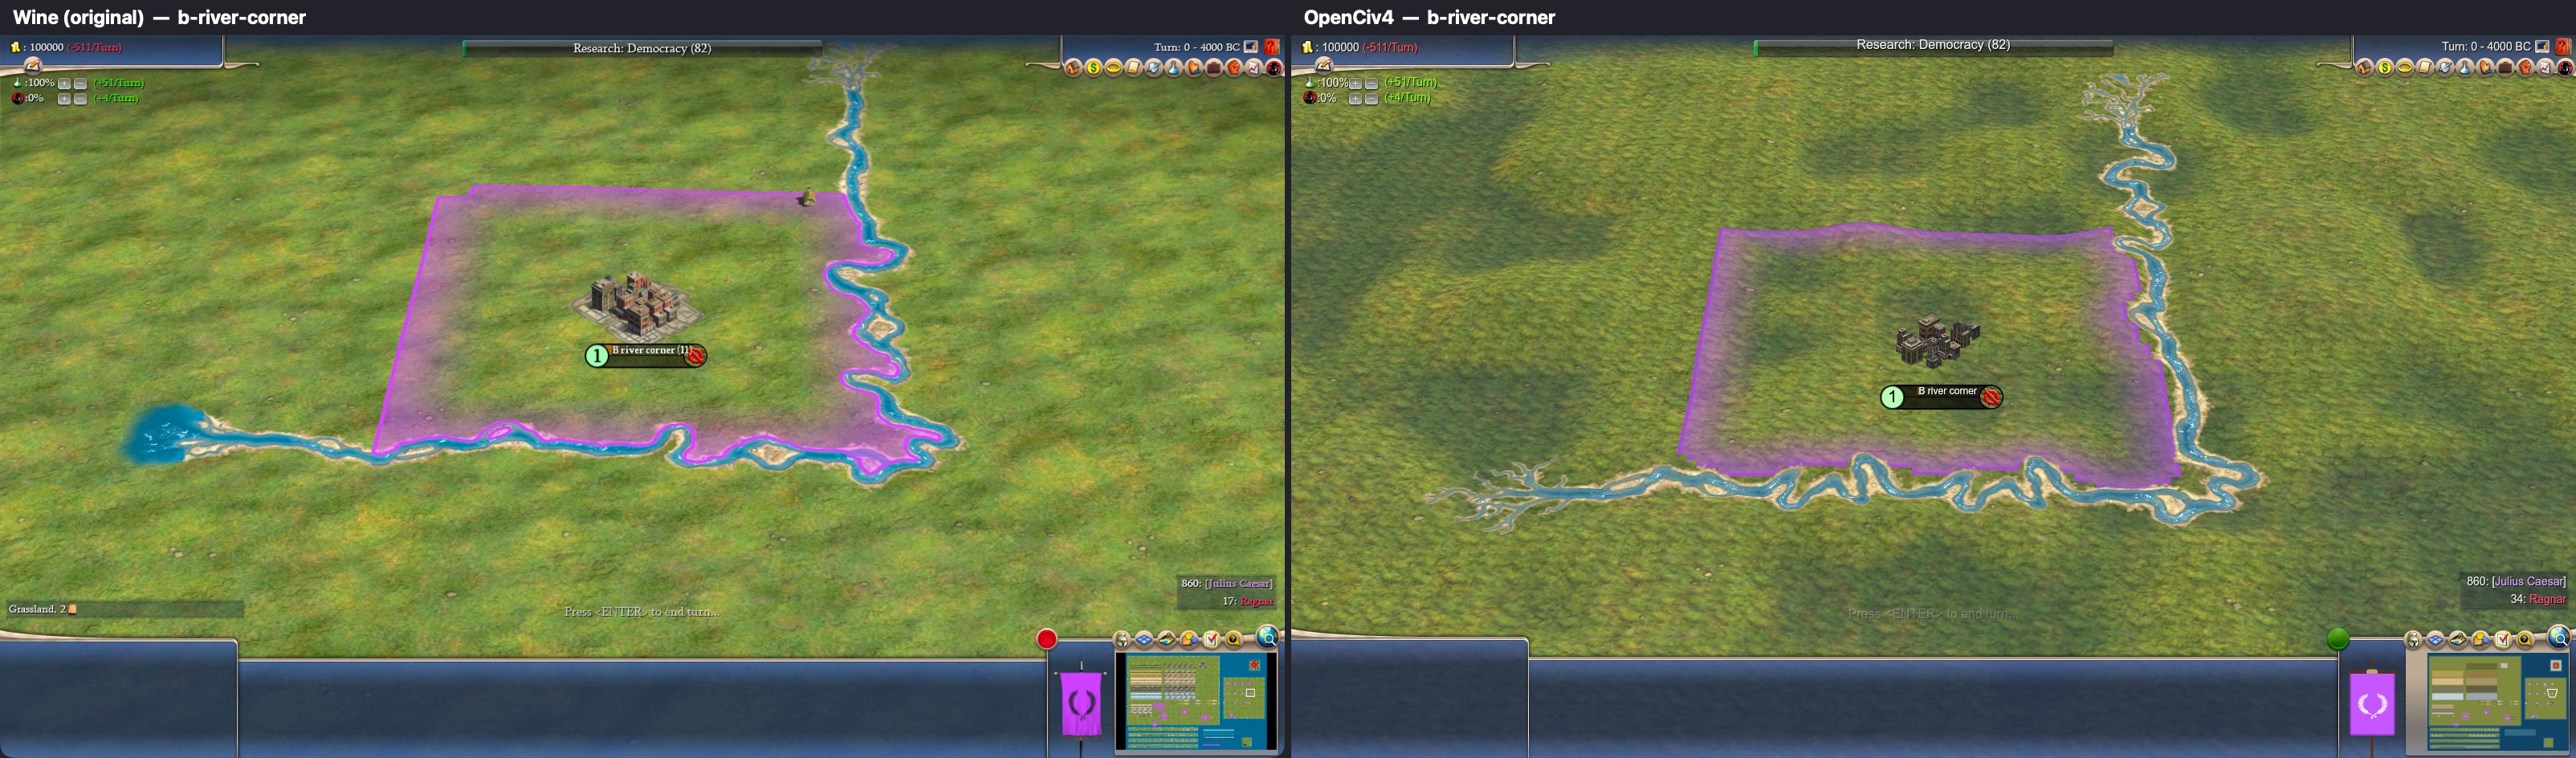 Wine (original) — b-river-corner
: 100000 (-511/Turn)
Research: Democracy (82)
Turn: 0 - 4000 BC
:100% (+51/Turn)
:0% (+4/Turn)
1 B river corner (11)
860: [Julius Caesar]
17: Ragnar
Grassland, 2
Press <ENTER> to end turn...
OpenCiv4 — b-river-corner
: 100000 (-511/Turn)
Research: Democracy (82)
Turn: 0 - 4000 BC
:100% (+51/Turn)
:0% (+4/Turn)
1 B river corner
860: [Julius Caesar]
34: Ragnar
Press <ENTER> to end turn...